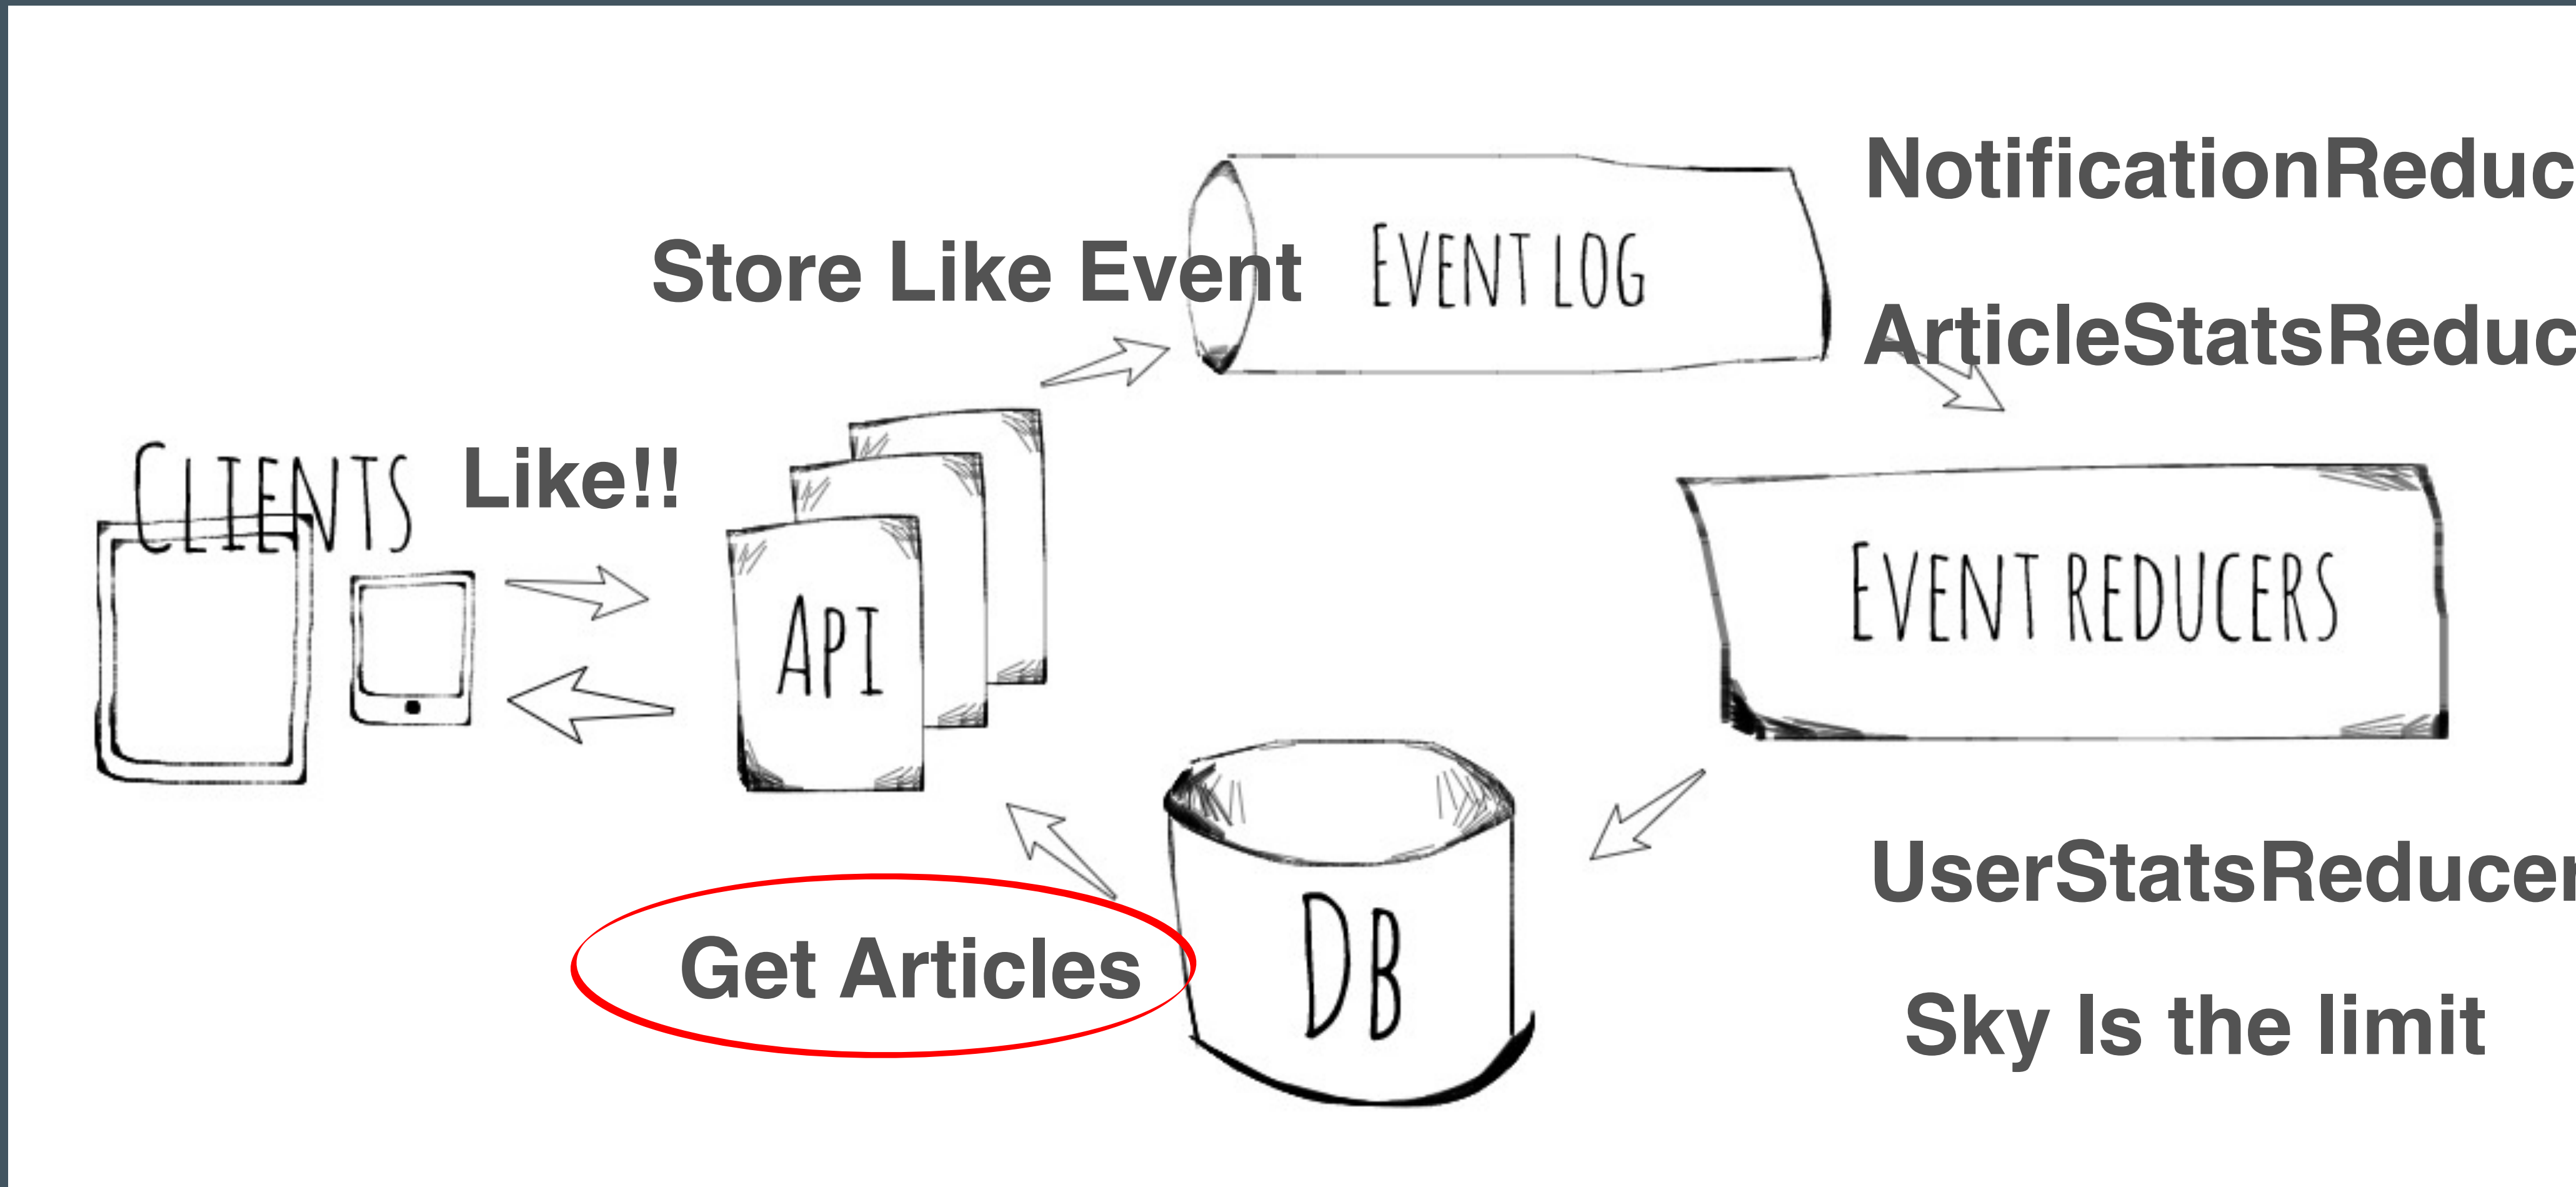 NotificationReduc
Store Like Event
EVENT LOG
ArticleStatsReduc
CLIENTS
Like!!
API
EVENT REDUCERS
UserStatsReducer
Get Articles
DB
Sky Is the limit